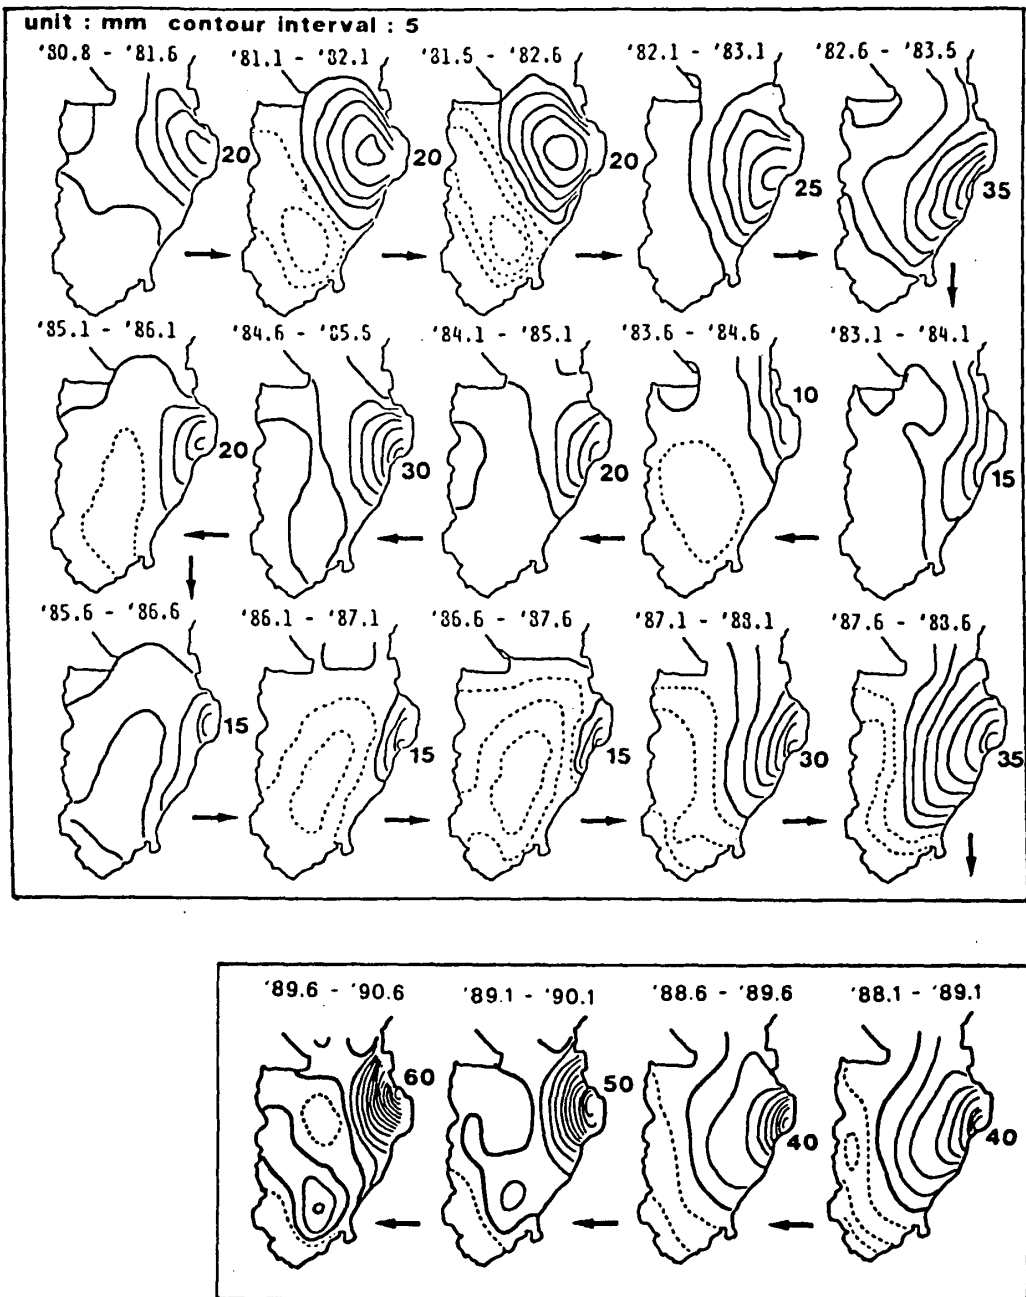 unit : mm contour interval : 5
'80.8 - '81.6
'81.1 - '82.1
'81.5 - '82.6
'82.1 - '83.1
'82.6 - '83.5
20
20
20
25
35
'85.1 - '86.1
'84.6 - '85.5
'84.1 - '85.1
'83.6 - '84.6
'83.1 - '84.1
20
30
20
10
15
'85.6 - '86.6
'86.1 - '87.1
'86.6 - '87.6
'87.1 - '88.1
'87.6 - '88.6
15
15
15
30
35
'89.6 - '90.6
'89.1 - '90.1
'88.6 - '89.6
'88.1 - '89.1
60
50
40
40